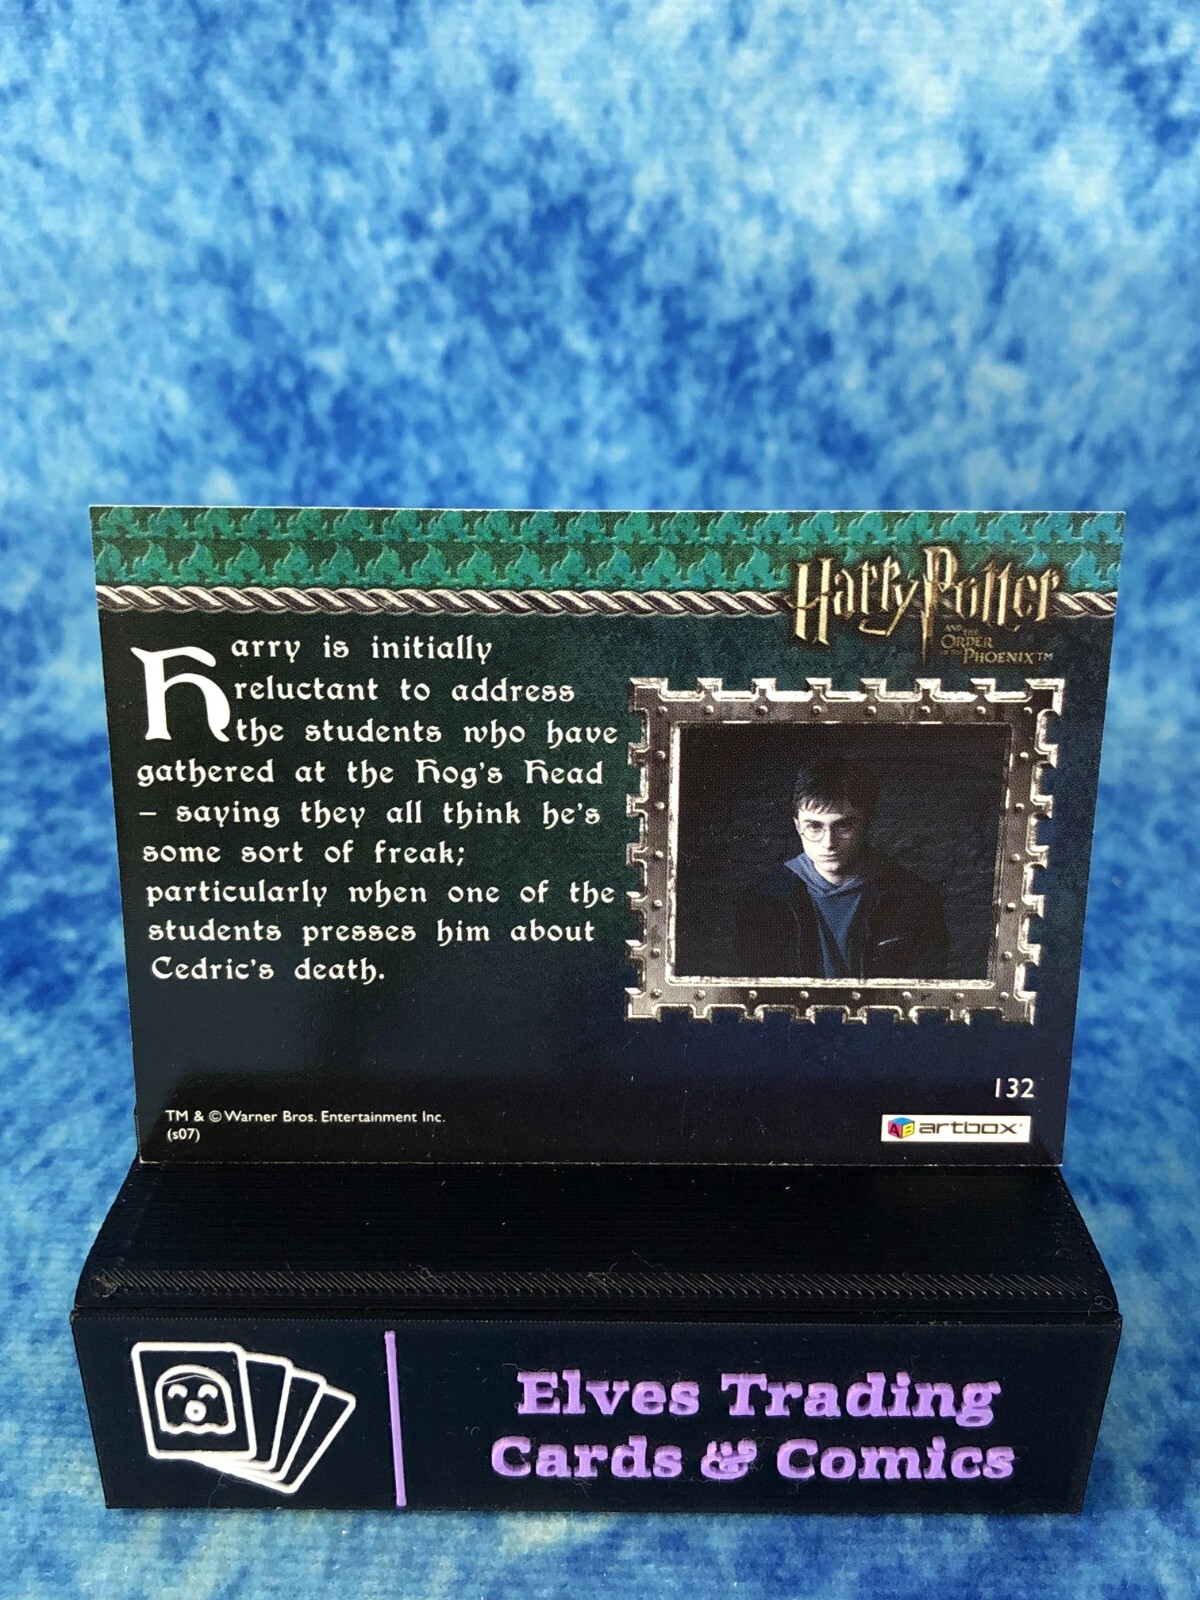 Harry Potter
AND THE
ORDER
OF THE PHOENIX™
Harry is initially
reluctant to address
the students who have
gathered at the Hog's Head
– saying they all think he's
some sort of freak;
particularly when one of the
students presses him about
Cedric's death.
132
TM & © Warner Bros. Entertainment Inc.
(s07)
AB artbox®
Elves Trading
Cards & Comics